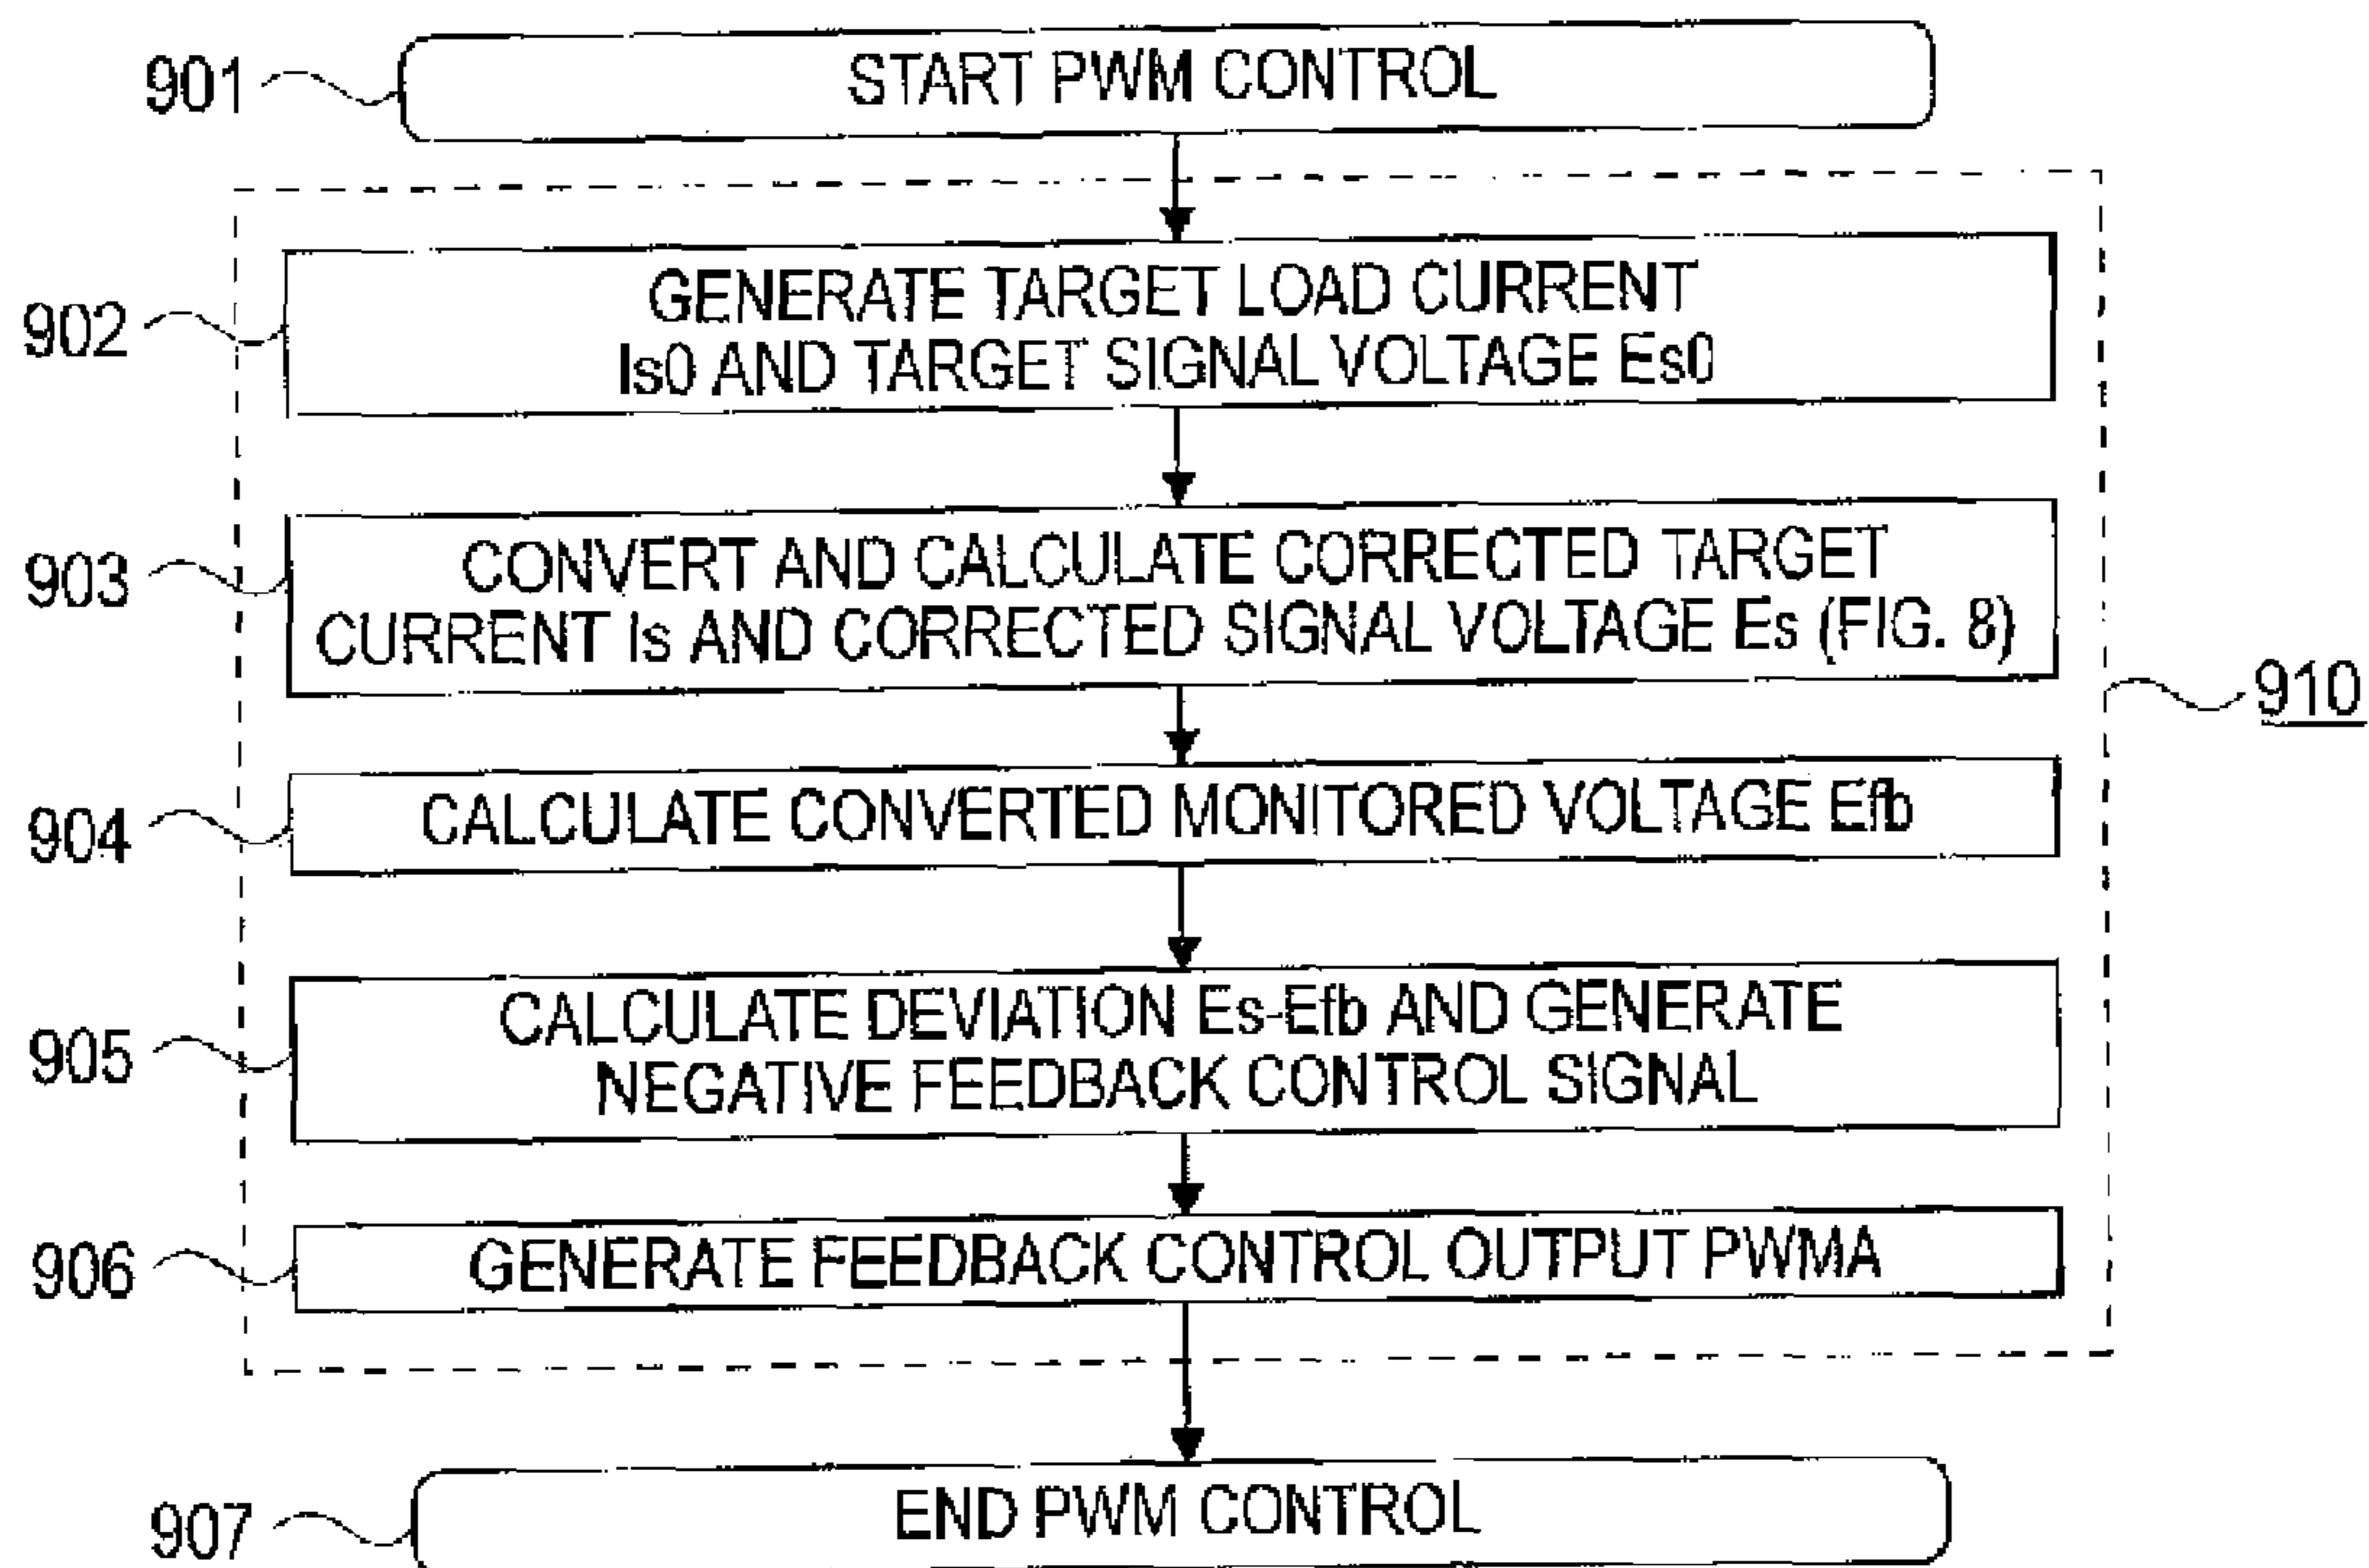 901
START PWM CONTROL
902
GENERATE TARGET LOAD CURRENT
Is0 AND TARGET SIGNAL VOLTAGE Es0
903
CONVERT AND CALCULATE CORRECTED TARGET
CURRENT Is AND CORRECTED SIGNAL VOLTAGE Es (FIG. 8)
910
904
CALCULATE CONVERTED MONITORED VOLTAGE Efb
905
CALCULATE DEVIATION Es-Efb AND GENERATE
NEGATIVE FEEDBACK CONTROL SIGNAL
906
GENERATE FEEDBACK CONTROL OUTPUT PWMA
907
END PWM CONTROL